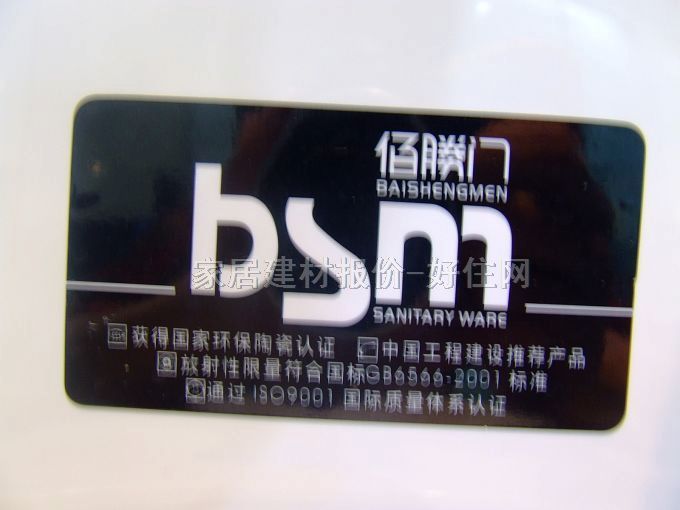 佰勝门
BAISHENGMEN
bsm
家居建材报价-好住网
SANITARY WARE
获得国家环保陶瓷认证 中国工程建设推荐产品
放射性限量符合国标GB6566-2001标准
通过ISO9001国际质量体系认证